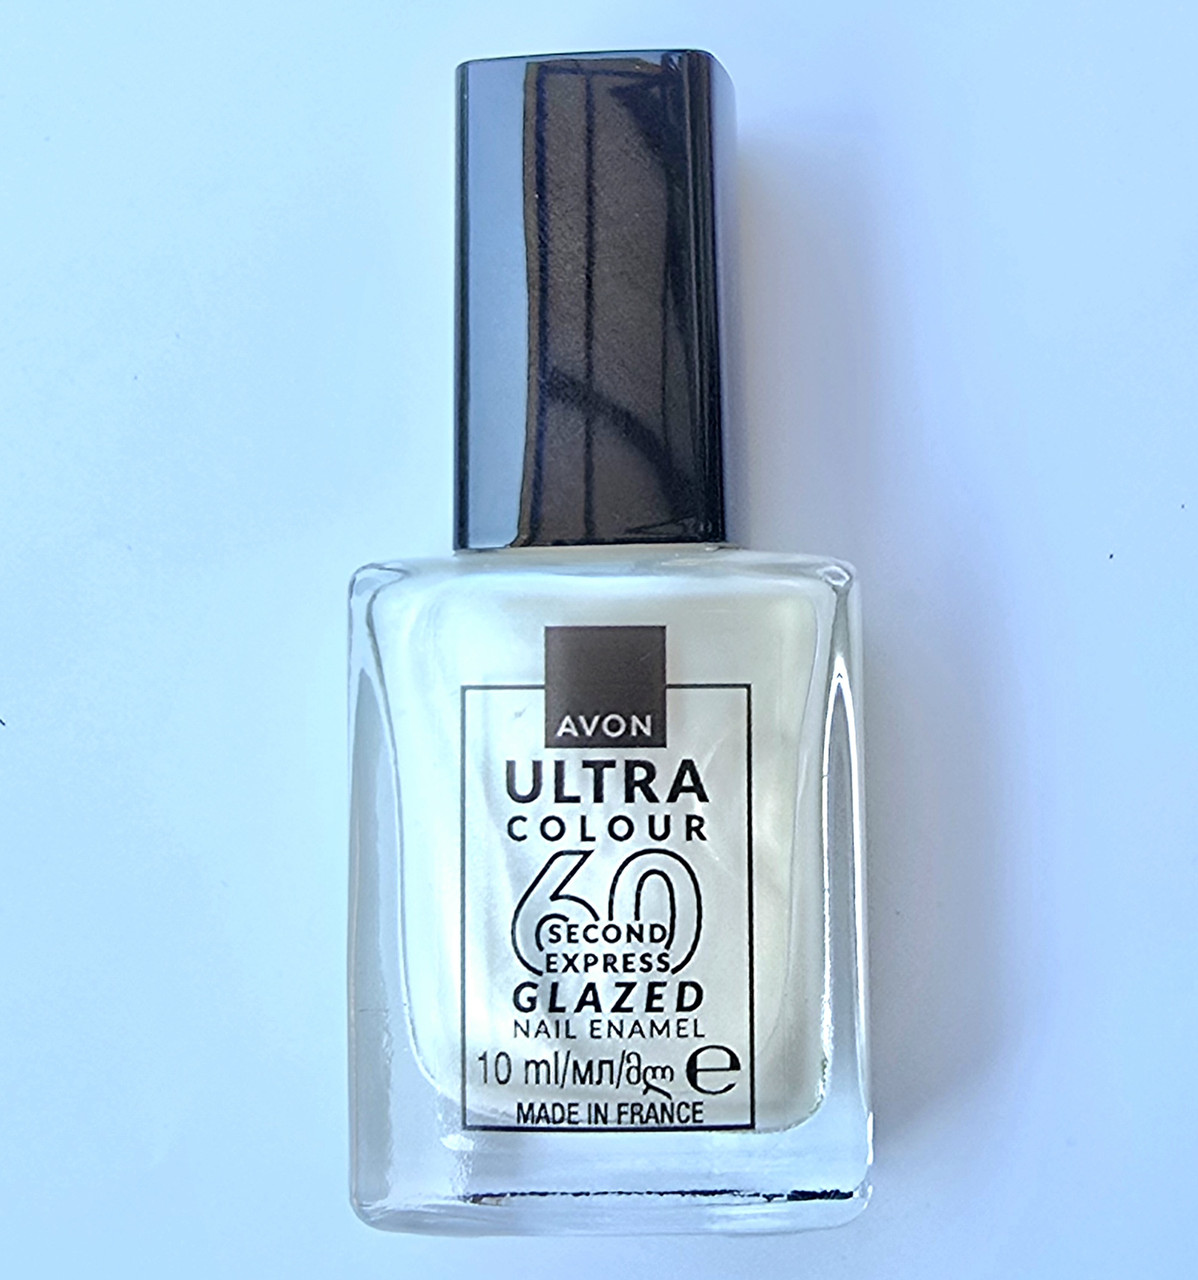 AVON
ULTRA
COLOUR
60
SECOND
EXPRESS
GLAZED
NAIL ENAMEL
10 ml/мл/მლ ℮
MADE IN FRANCE